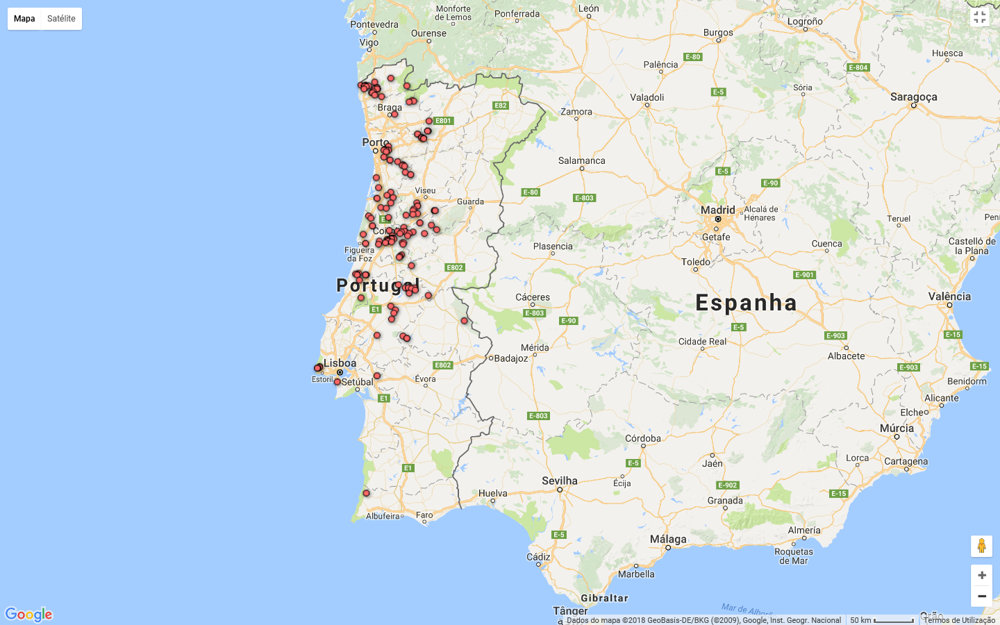 Mapa
Satélite
Monforte
de Lemos
Ponferrada
León
Pontevedra
Ourense
Vigo
Burgos
Logroño
Huesca
E-80
Palência
E-804
Sória
Saragoça
E-5
Valadoli
Braga
E82
Zamora
E801
Porto
Salamanca
E-5
E-90
Viseu
E-80
E-803
Guarda
Madrid
Alcalá de
Henares
Teruel
Getafe
Figueira
da Foz
Plasencia
Cuenca
Castelló de
la Plana
Toledo
E802
E-901
Portugal
Cáceres
Espanha
Valência
E1
E-803
E-90
E-5
E-903
E-15
Cidade Real
Mérida
Badajoz
Albacete
Lisboa
E802
E-903
E-15
Estoril
Setúbal
Évora
Benidorm
E1
Alicante
Elche
E-803
Múrcia
Córdoba
Jaén
Lorca
Cartagena
E1
E-5
Sevilha
Écija
E-902
E-15
Huelva
Granada
Albufeira
Faro
E-5
Málaga
Almería
Roquetas
de Mar
Cádiz
Marbella
Gibraltar
Tânger
Google
Dados do mapa ©2018 GeoBasis-DE/BKG (©2009), Google, Inst. Geogr. Nacional
50 km
Termos de Utilização